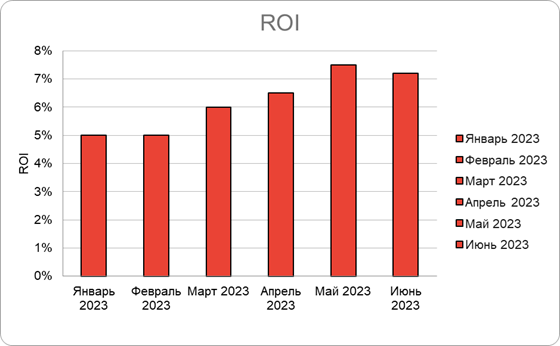 ROI
8%
7%
6%
5%
4%
3%
2%
1%
0%
ROI
Январь 2023
Февраль 2023
Март 2023
Апрель 2023
Май 2023
Июнь 2023
Январь
2023
Февраль
2023
Март 2023
Апрель
2023
Май 2023
Июнь
2023